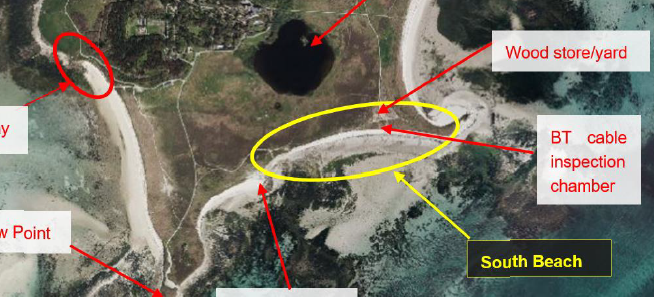 Wood store/yard
BT cable
inspection
chamber
w Point
South Beach